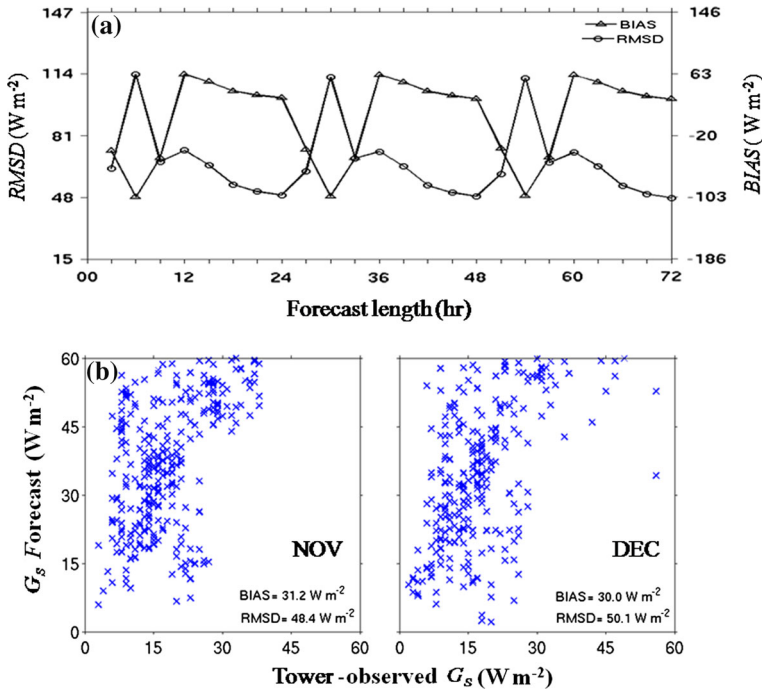 (a)
BIAS
RMSD
147
114
81
48
15
RMSD (W m-2)
146
63
-20
-103
-186
BIAS ( W m-2)
00 12 24 36 48 60 72
Forecast length (hr)
(b)
60
45
30
15
0
Gs Forecast (W m-2)
NOV
BIAS = 31.2 W m-2
RMSD = 48.4 W m-2
0 15 30 45 60
DEC
BIAS = 30.0 W m-2
RMSD = 50.1 W m-2
0 15 30 45 60
Tower-observed Gs (W m-2)